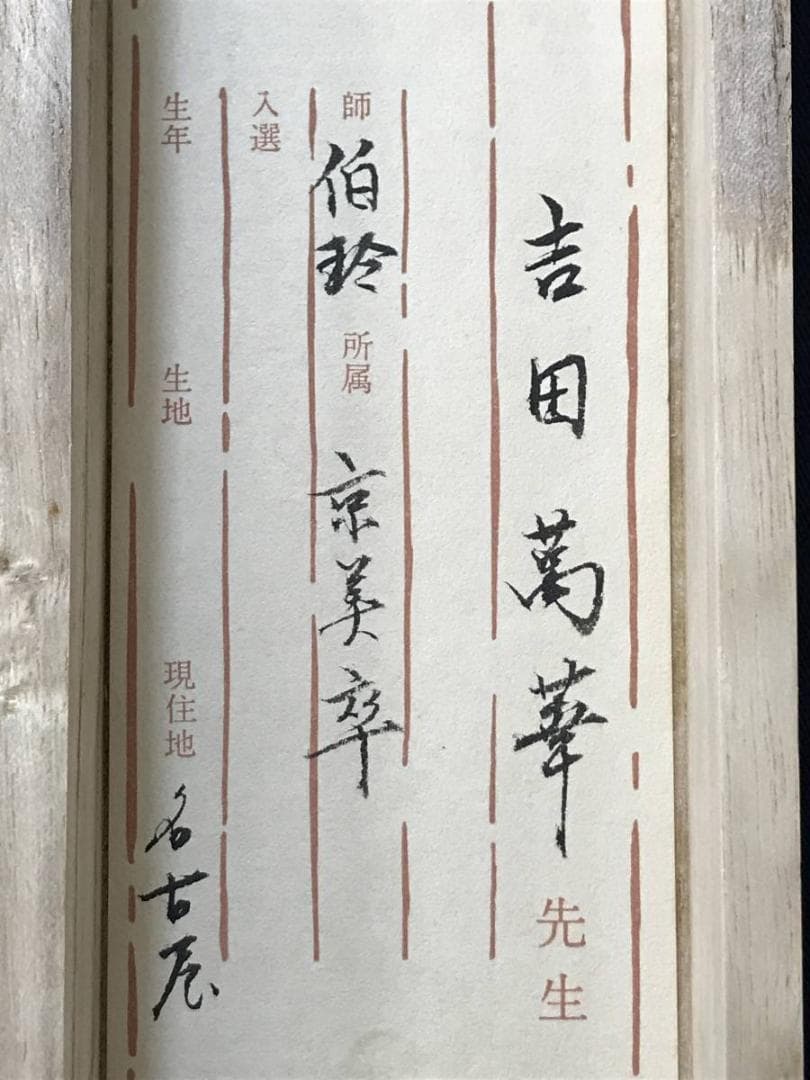 吉田萬華先生
師 伯玲 所属 京美卒
入選
生年 生地 現住地 名古屋